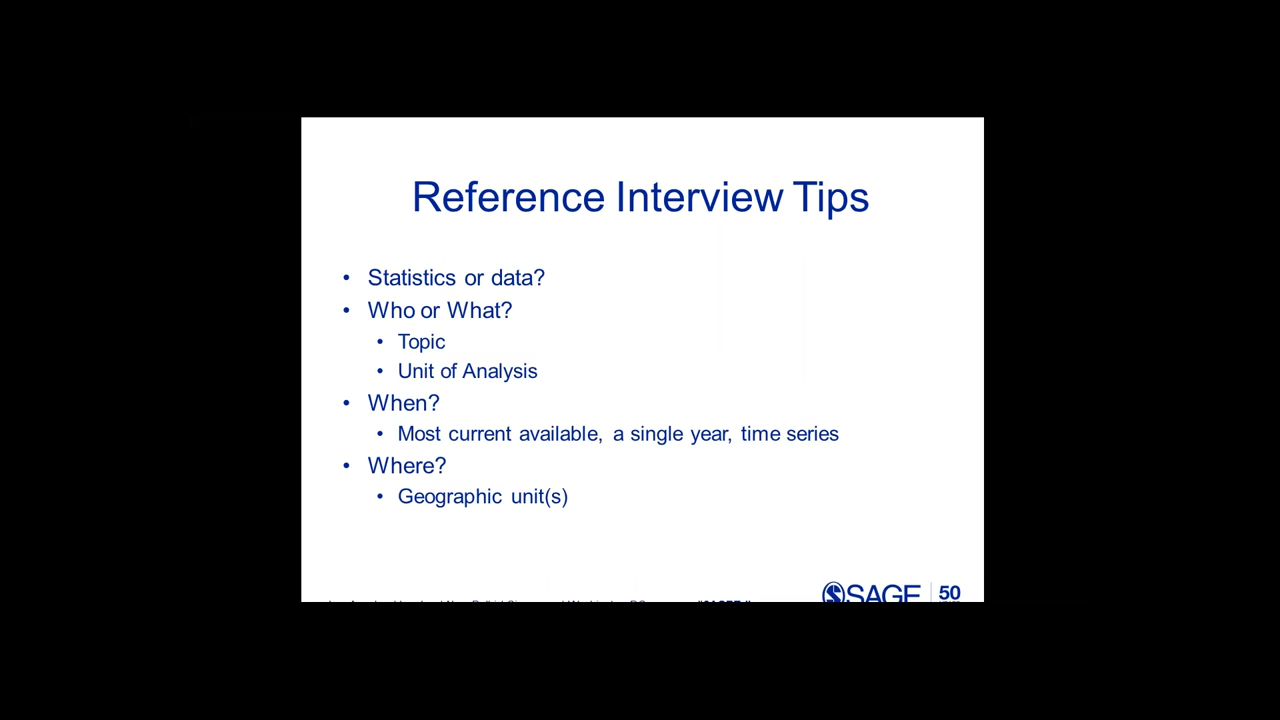 Reference Interview Tips
• Statistics or data?
• Who or What?
• Topic
• Unit of Analysis
• When?
• Most current available, a single year, time series
• Where?
• Geographic unit(s)
SAGE 50